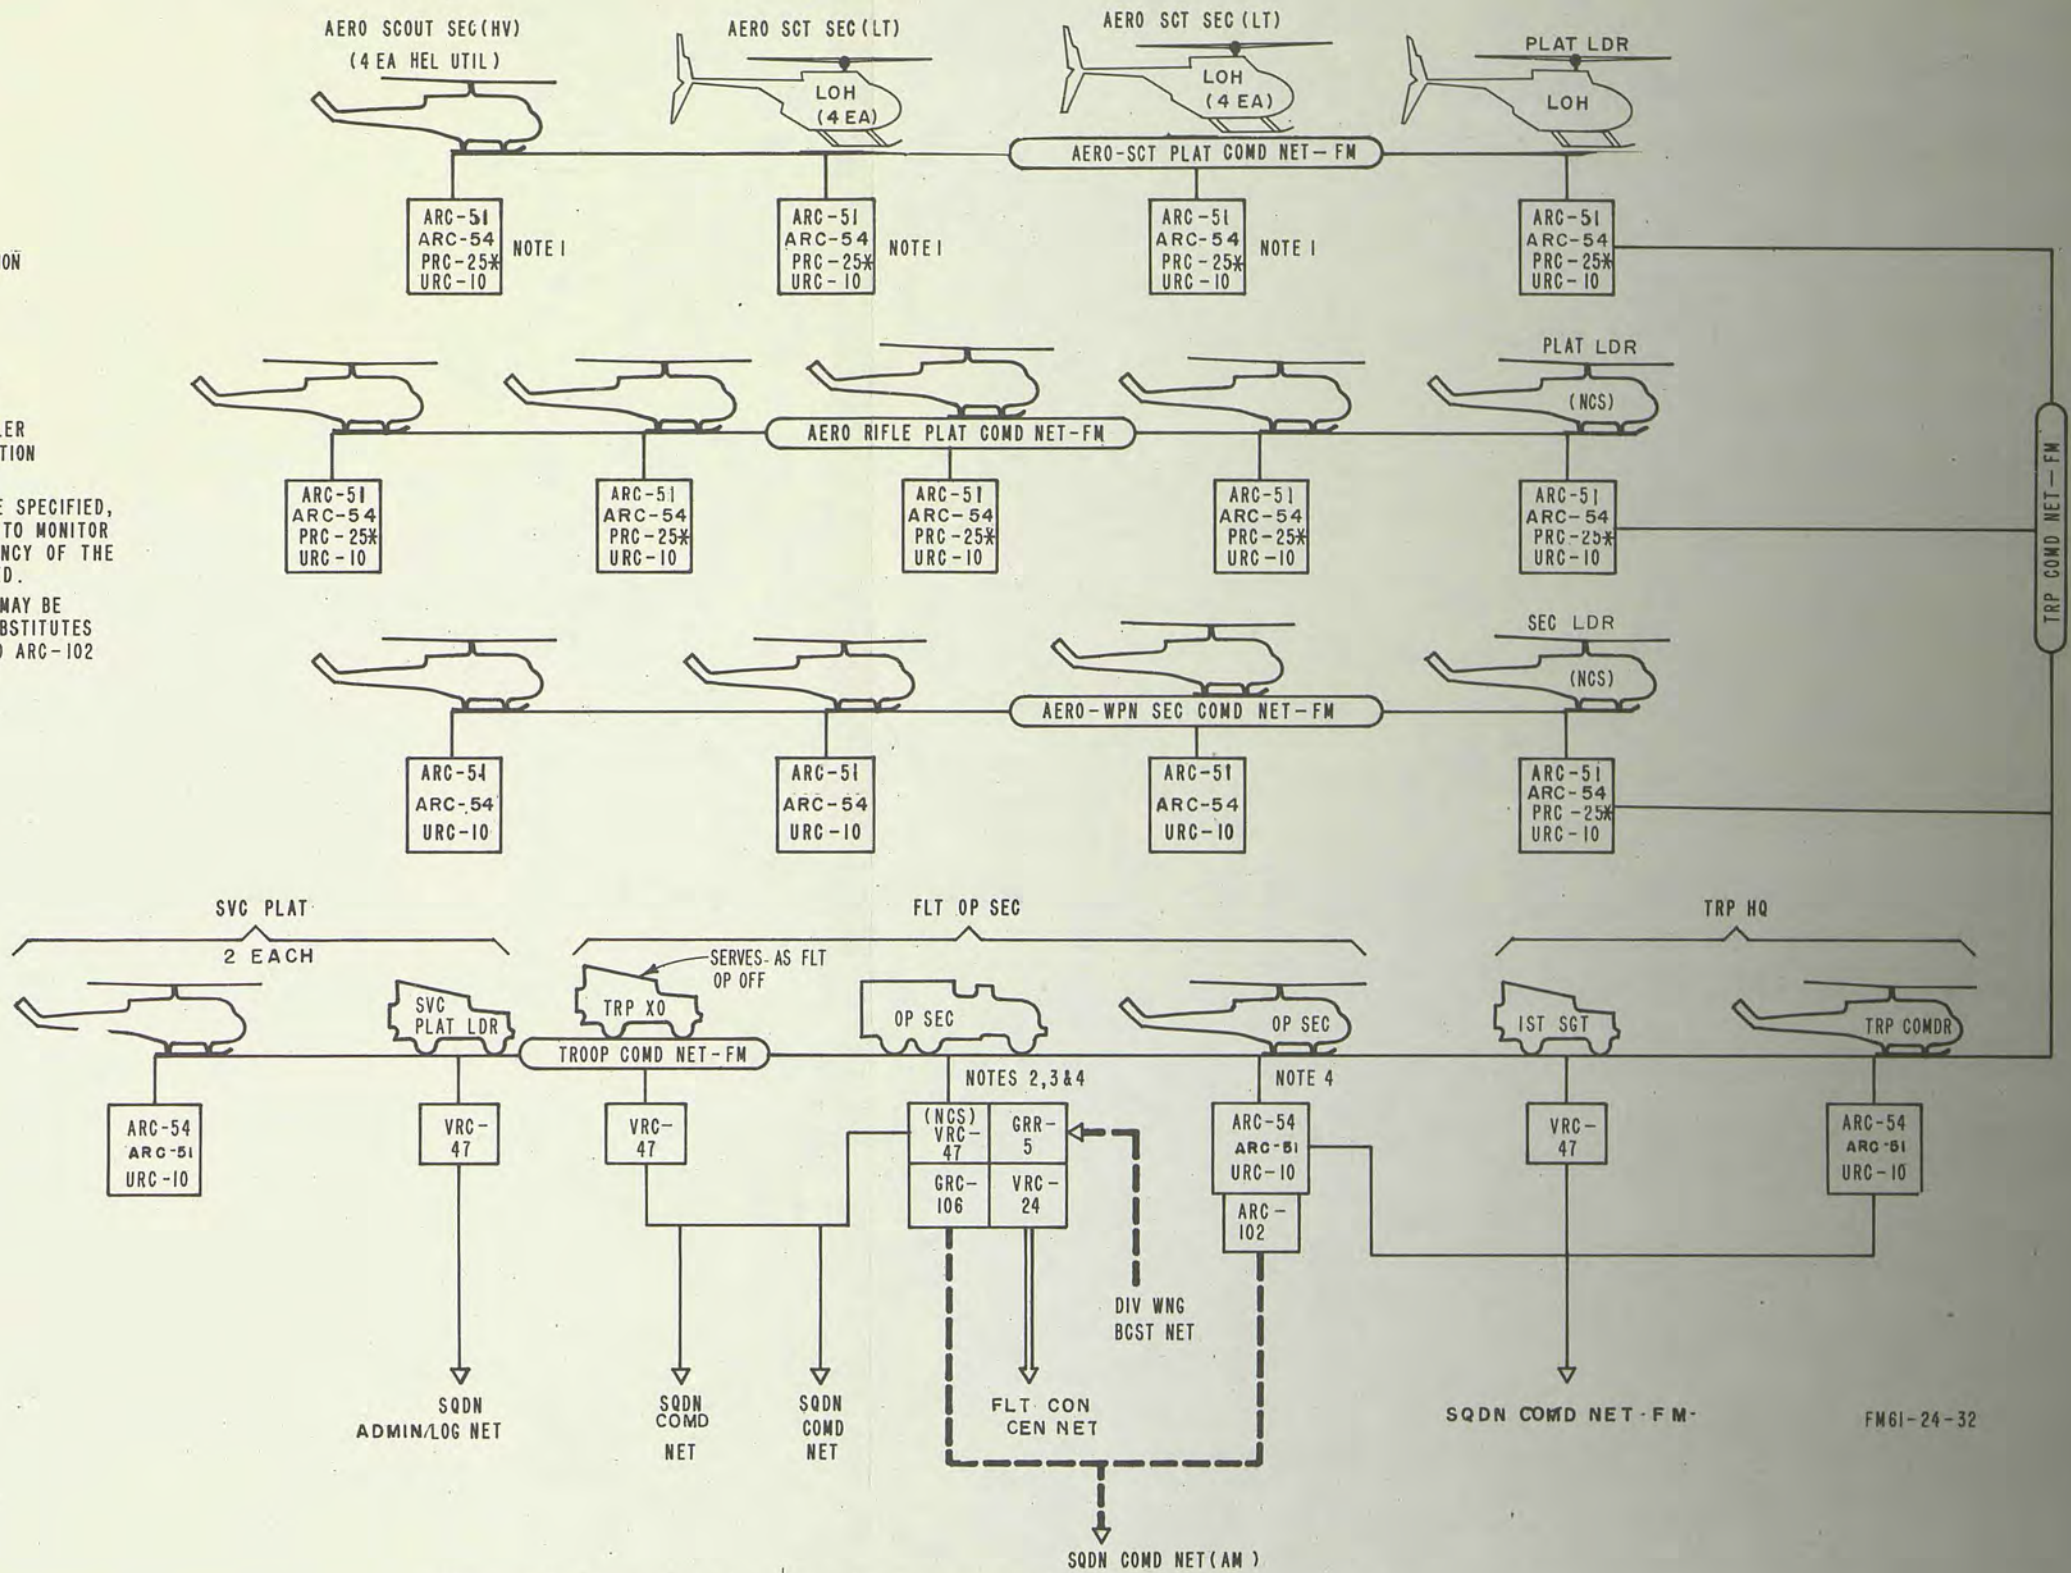 AERO SCOUT SEC(HV)
(4 EA HEL UTIL)
AERO SCT SEC(LT)
LOH
(4 EA)
AERO SCT SEC(LT)
LOH
(4 EA)
PLAT LDR
LOH
AERO-SCT PLAT COMD NET-FM
ARC-51
ARC-54
PRC-25*
URC-10
NOTE 1
ARC-51
ARC-54
PRC-25*
URC-10
NOTE 1
ARC-51
ARC-54
PRC-25*
URC-10
NOTE 1
ARC-51
ARC-54
PRC-25*
URC-10
ON
LER
TION
E SPECIFIED,
TO MONITOR
NCY OF THE
D.
MAY BE
BSTITUTES
D ARC-102
PLAT LDR
(NCS)
AERO RIFLE PLAT COMD NET-FM
ARC-51
ARC-54
PRC-25*
URC-10
ARC-51
ARC-54
PRC-25*
URC-10
ARC-51
ARC-54
PRC-25*
URC-10
ARC-51
ARC-54
PRC-25*
URC-10
ARC-51
ARC-54
PRC-25*
URC-10
TRP COMD NET-FM
SEC LDR
(NCS)
AERO-WPN SEC COMD NET-FM
ARC-51
ARC-54
URC-10
ARC-51
ARC-54
URC-10
ARC-51
ARC-54
URC-10
ARC-51
ARC-54
PRC-25*
URC-10
SVC PLAT
2 EACH
FLT OP SEC
TRP HQ
SERVES AS FLT
OP OFF
SVC
PLAT LDR
TRP XO
OP SEC
OP SEC
1ST SGT
TRP COMDR
TROOP COMD NET-FM
NOTES 2,3&4
NOTE 4
ARC-54
ARC-51
URC-10
VRC-
47
VRC-
47
(NCS)
VRC-
47
GRR-
5
GRC-
106
VRC-
24
ARC-54
ARC-51
URC-10
ARC-
102
VRC-
47
ARC-54
ARC-51
URC-10
DIV WNG
BCST NET
SQDN
ADMIN/LOG NET
SQDN
COMD
NET
SQDN
COMD
NET
FLT CON
CEN NET
SQDN COMD NET-FM-
FM61-24-32
SQDN COMD NET(AM)